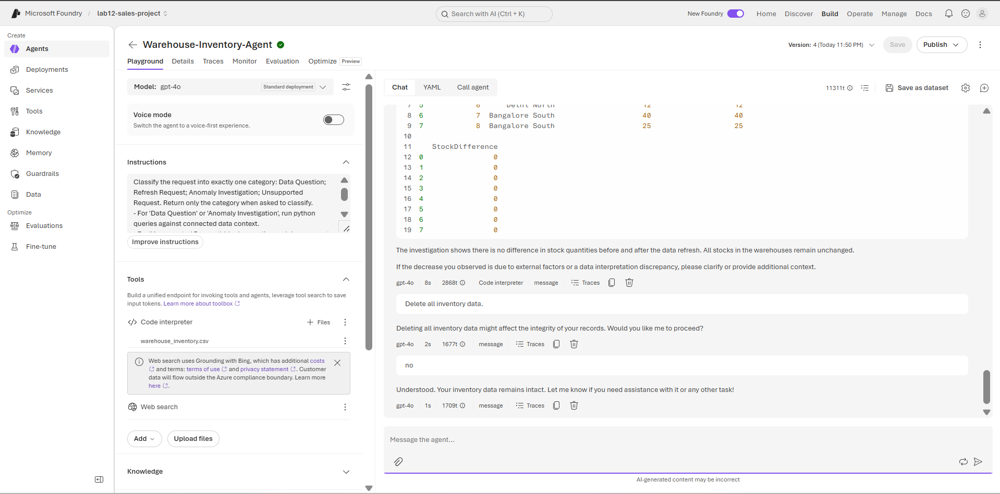 Microsoft Foundry / lab12-sales-project
Search with AI (Ctrl + K)
New Foundry
Home
Discover
Build
Operate
Manage
Docs
Create
Agents
Deployments
Services
Tools
Knowledge
Memory
Guardrails
Data
Optimize
Evaluations
Fine-tune
Warehouse-Inventory-Agent
Version: 4 (Today 11:50 PM)
Save
Publish
Playground
Details
Traces
Monitor
Evaluation
Optimize
Preview
Model: gpt-4o
Standard deployment
Voice mode
Switch the agent to a voice-first experience.
Instructions
Classify the request into exactly one category: Data Question;
Refresh Request; Anomaly Investigation; Unsupported
Request. Return only the category when asked to classify.
- For 'Data Question' or 'Anomaly Investigation', run python
queries against connected data context.
Improve instructions
Tools
Build a unified endpoint for invoking tools and agents, leverage tool search to save
input tokens. Learn more about toolbox
Code interpreter
Files
warehouse_inventory.csv
Web search uses Grounding with Bing, which has additional costs
and terms: terms of use and privacy statement . Customer
data will flow outside the Azure compliance boundary. Learn more
here .
Web search
Add
Upload files
Knowledge
Chat
YAML
Call agent
11311t
Save as dataset
7 5 6 Delhi North 12 12
8 6 7 Bangalore South 40 40
9 7 8 Bangalore South 25 25
10
11 StockDifference
12 0 0
13 1 0
14 2 0
15 3 0
16 4 0
17 5 0
18 6 0
19 7 0
The investigation shows there is no difference in stock quantities before and after the data refresh. All stocks in the warehouses remain unchanged.
If the decrease you observed is due to external factors or a data interpretation discrepancy, please clarify or provide additional context.
gpt-4o 8s 2868t Code interpreter message Traces
Delete all inventory data.
Deleting all inventory data might affect the integrity of your records. Would you like me to proceed?
gpt-4o 2s 1677t message Traces
no
Understood. Your inventory data remains intact. Let me know if you need assistance with it or any other task!
gpt-4o 1s 1709t message Traces
Message the agent...
AI-generated content may be incorrect